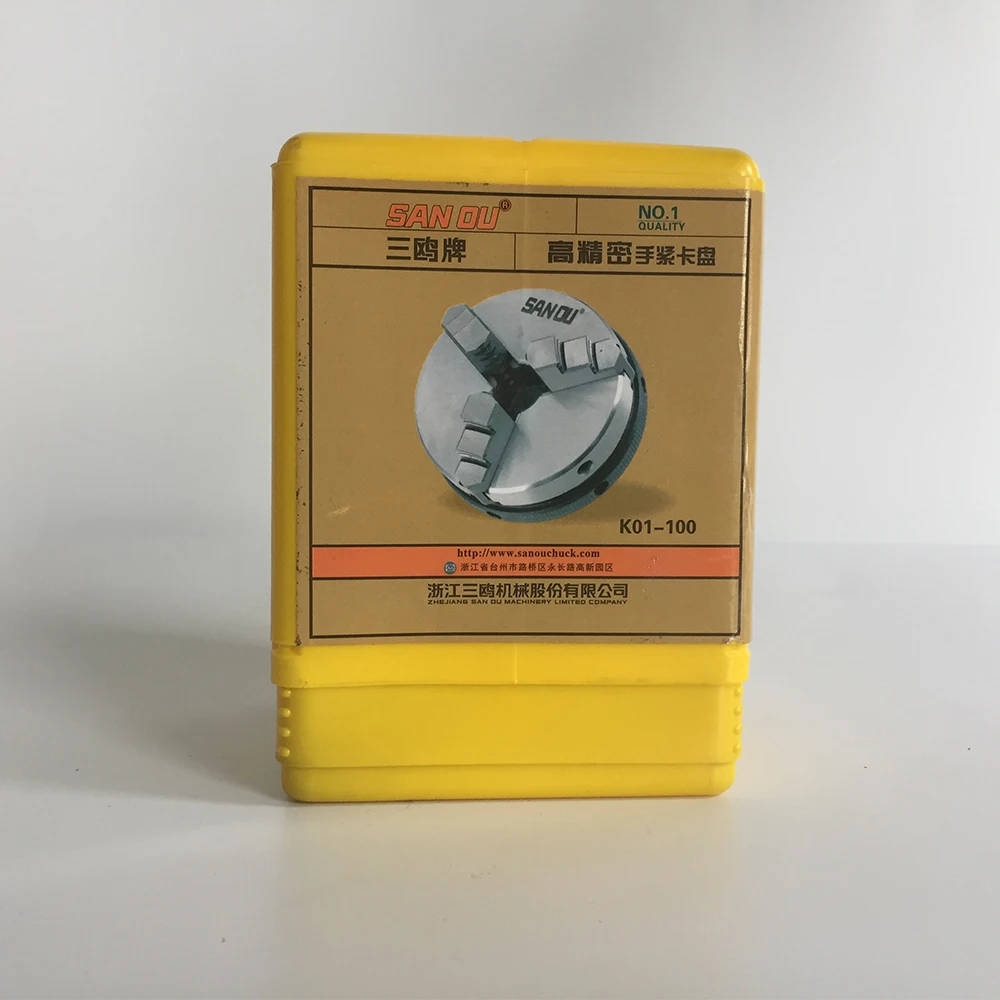 SAN OU®
NO.1
QUALITY
三鸥牌
高精密手紧卡盘
SAN OU®
K01-100
http://www.sanouchuck.com
浙江省台州市路桥区永长路高新园区
浙江三鸥机械股份有限公司
ZHEJIANG SAN OU MACHINERY LIMITED COMPANY